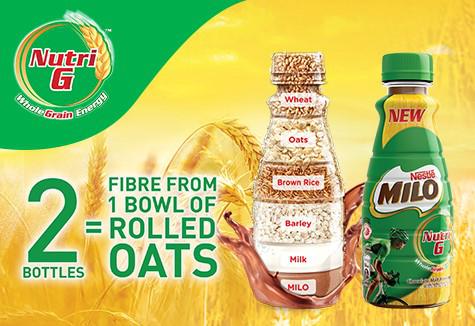 Nutri
G
™
Whole Grain Energy
2
BOTTLES
=
FIBRE FROM
1 BOWL OF
ROLLED
OATS
Wheat
Oats
Brown Rice
Barley
Milk
MILO
NEW
Nestlé
MILO
Nutri
G